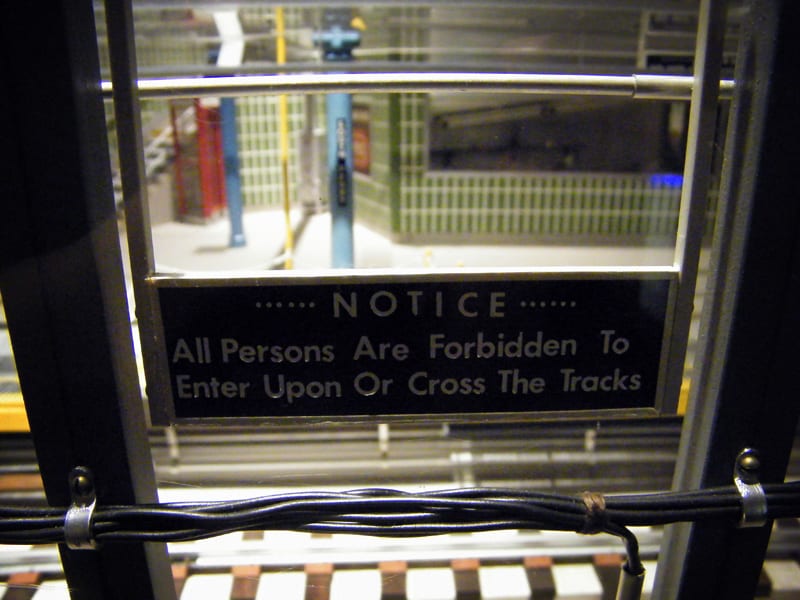 ······ NOTICE ······
All Persons Are Forbidden To
Enter Upon Or Cross The Tracks